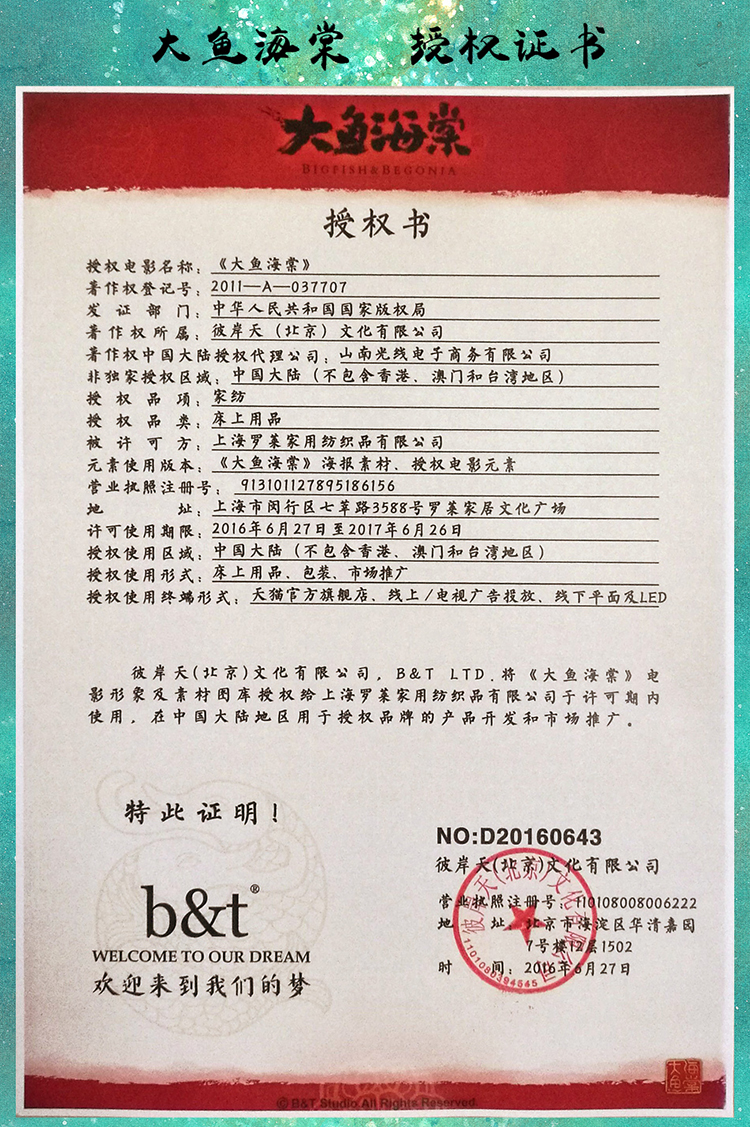 大鱼海棠 授权证书
大鱼海棠
BIGFISH&BEGONIA
授权书
授权电影名称：《大鱼海棠》
著作权登记号：2011—A—037707
发证部门：中华人民共和国国家版权局
著作权所属：彼岸天（北京）文化有限公司
著作权中国大陆授权代理公司：山南光线电子商务有限公司
非独家授权区域：中国大陆（不包含香港、澳门和台湾地区）
授权品项：家纺
授权品类：床上用品
被许可方：上海罗莱家用纺织品有限公司
元素使用版本：《大鱼海棠》海报素材、授权电影元素
营业执照注册号：913101127895186156
地址：上海市闵行区七莘路3588号罗莱家居文化广场
许可使用期限：2016年6月27日至2017年6月26日
授权使用区域：中国大陆（不包含香港、澳门和台湾地区）
授权使用形式：床上用品、包装、市场推广
授权使用终端形式：天猫官方旗舰店、线上/电视广告投放、线下平面及LED
彼岸天(北京)文化有限公司，B&T LTD.将《大鱼海棠》电
影形象及素材图库授权给上海罗莱家用纺织品有限公司于许可期内
使用，在中国大陆地区用于授权品牌的产品开发和市场推广。
特此证明！
b&t®
WELCOME TO OUR DREAM
欢迎来到我们的梦
NO:D20160643
彼岸天(北京)文化有限公司
营业执照注册号：110108008006222
地址：北京市海淀区华清嘉园
7号楼12层1502
时间：2016年6月27日
彼岸天(北京)文化有限公司
1101080394545
大鱼海棠
© B&T Studio All Rights Reserved